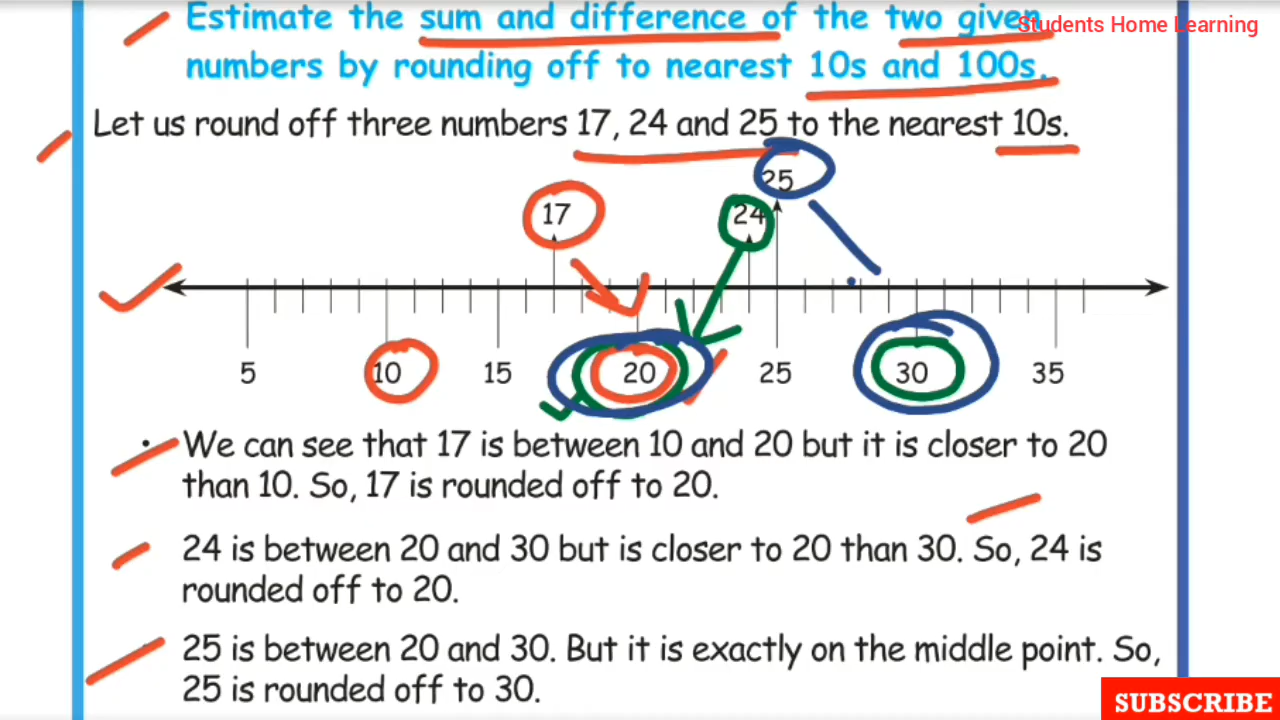 Estimate the sum and difference of the two given
Students Home Learning
numbers by rounding off to nearest 10s and 100s.
Let us round off three numbers 17, 24 and 25 to the nearest 10s.
25
17 24
5 10 15 20 25 30 35
We can see that 17 is between 10 and 20 but it is closer to 20
than 10. So, 17 is rounded off to 20.
24 is between 20 and 30 but is closer to 20 than 30. So, 24 is
rounded off to 20.
25 is between 20 and 30. But it is exactly on the middle point. So,
25 is rounded off to 30.
SUBSCRIBE